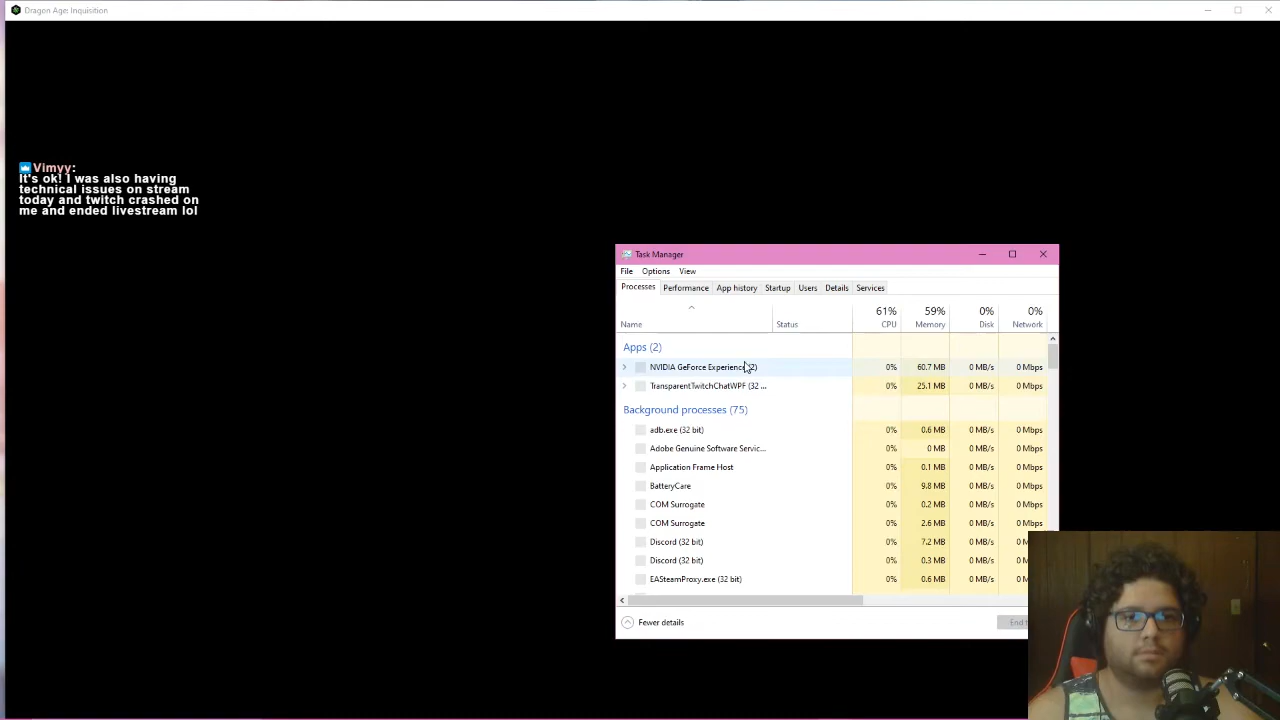 Dragon Age: Inquisition
Vimyy:
It's ok! I was also having
technical issues on stream
today and twitch crashed on
me and ended livestream lol
Task Manager
File Options View
Processes Performance App history Startup Users Details Services
61% 59% 0% 0%
Name Status CPU Memory Disk Network
Apps (2)
NVIDIA GeForce Experience (2) 0% 60.7 MB 0 MB/s 0 Mbps
TransparentTwitchChatWPF (32 ... 0% 25.1 MB 0 MB/s 0 Mbps
Background processes (75)
adb.exe (32 bit) 0% 0.6 MB 0 MB/s 0 Mbps
Adobe Genuine Software Servic... 0% 0 MB 0 MB/s 0 Mbps
Application Frame Host 0% 0.1 MB 0 MB/s 0 Mbps
BatteryCare 0% 9.8 MB 0 MB/s 0 Mbps
COM Surrogate 0% 0.2 MB 0 MB/s 0 Mbps
COM Surrogate 0% 2.6 MB 0 MB/s 0 Mbps
Discord (32 bit) 0% 7.2 MB 0 MB/s 0
Discord (32 bit) 0% 0.3 MB 0 MB/s 0
EASteamProxy.exe (32 bit) 0% 0.6 MB 0 MB/s 0
Fewer details
End